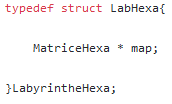 typedef struct LabHexa{
MatriceHexa * map;
}LabyrintheHexa;